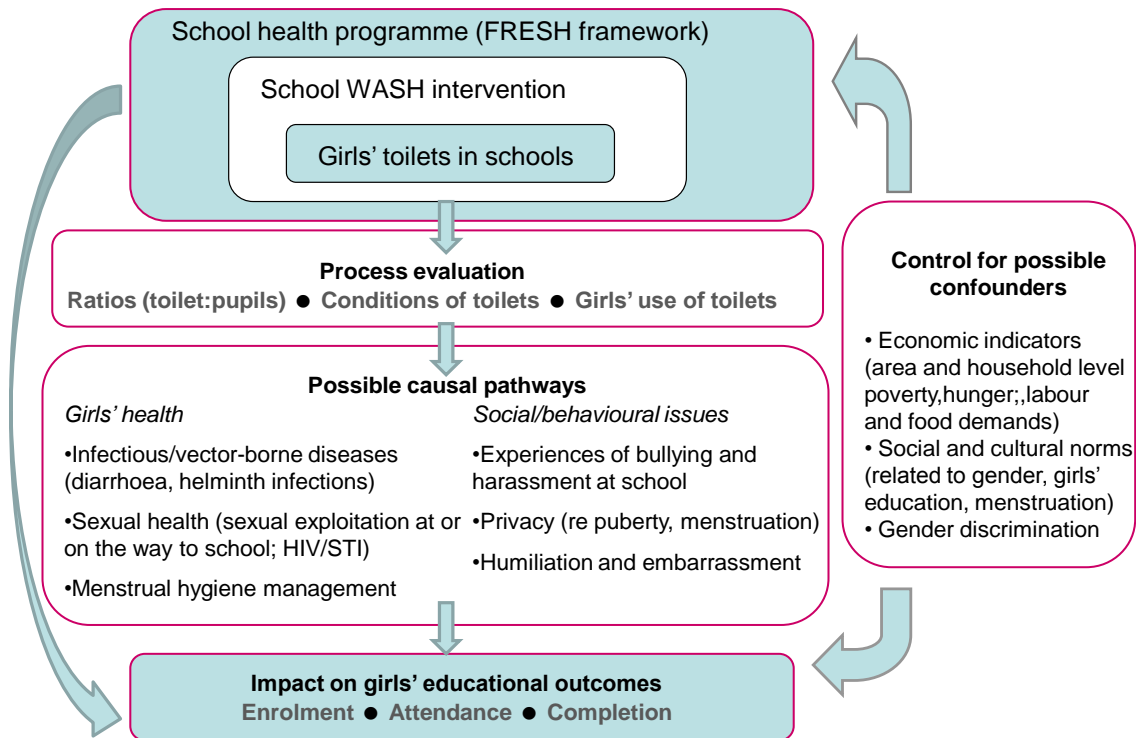 School health programme (FRESH framework)
School WASH intervention
Girls' toilets in schools
Process evaluation
Ratios (toilet:pupils) ● Conditions of toilets ● Girls' use of toilets
Possible causal pathways
Girls' health
•Infectious/vector-borne diseases
(diarrhoea, helminth infections)
•Sexual health (sexual exploitation at or
on the way to school; HIV/STI)
•Menstrual hygiene management
Social/behavioural issues
•Experiences of bullying and
harassment at school
•Privacy (re puberty, menstruation)
•Humiliation and embarrassment
Impact on girls' educational outcomes
Enrolment ● Attendance ● Completion
Control for possible
confounders
• Economic indicators
(area and household level
poverty,hunger;,labour
and food demands)
• Social and cultural norms
(related to gender, girls'
education, menstruation)
• Gender discrimination